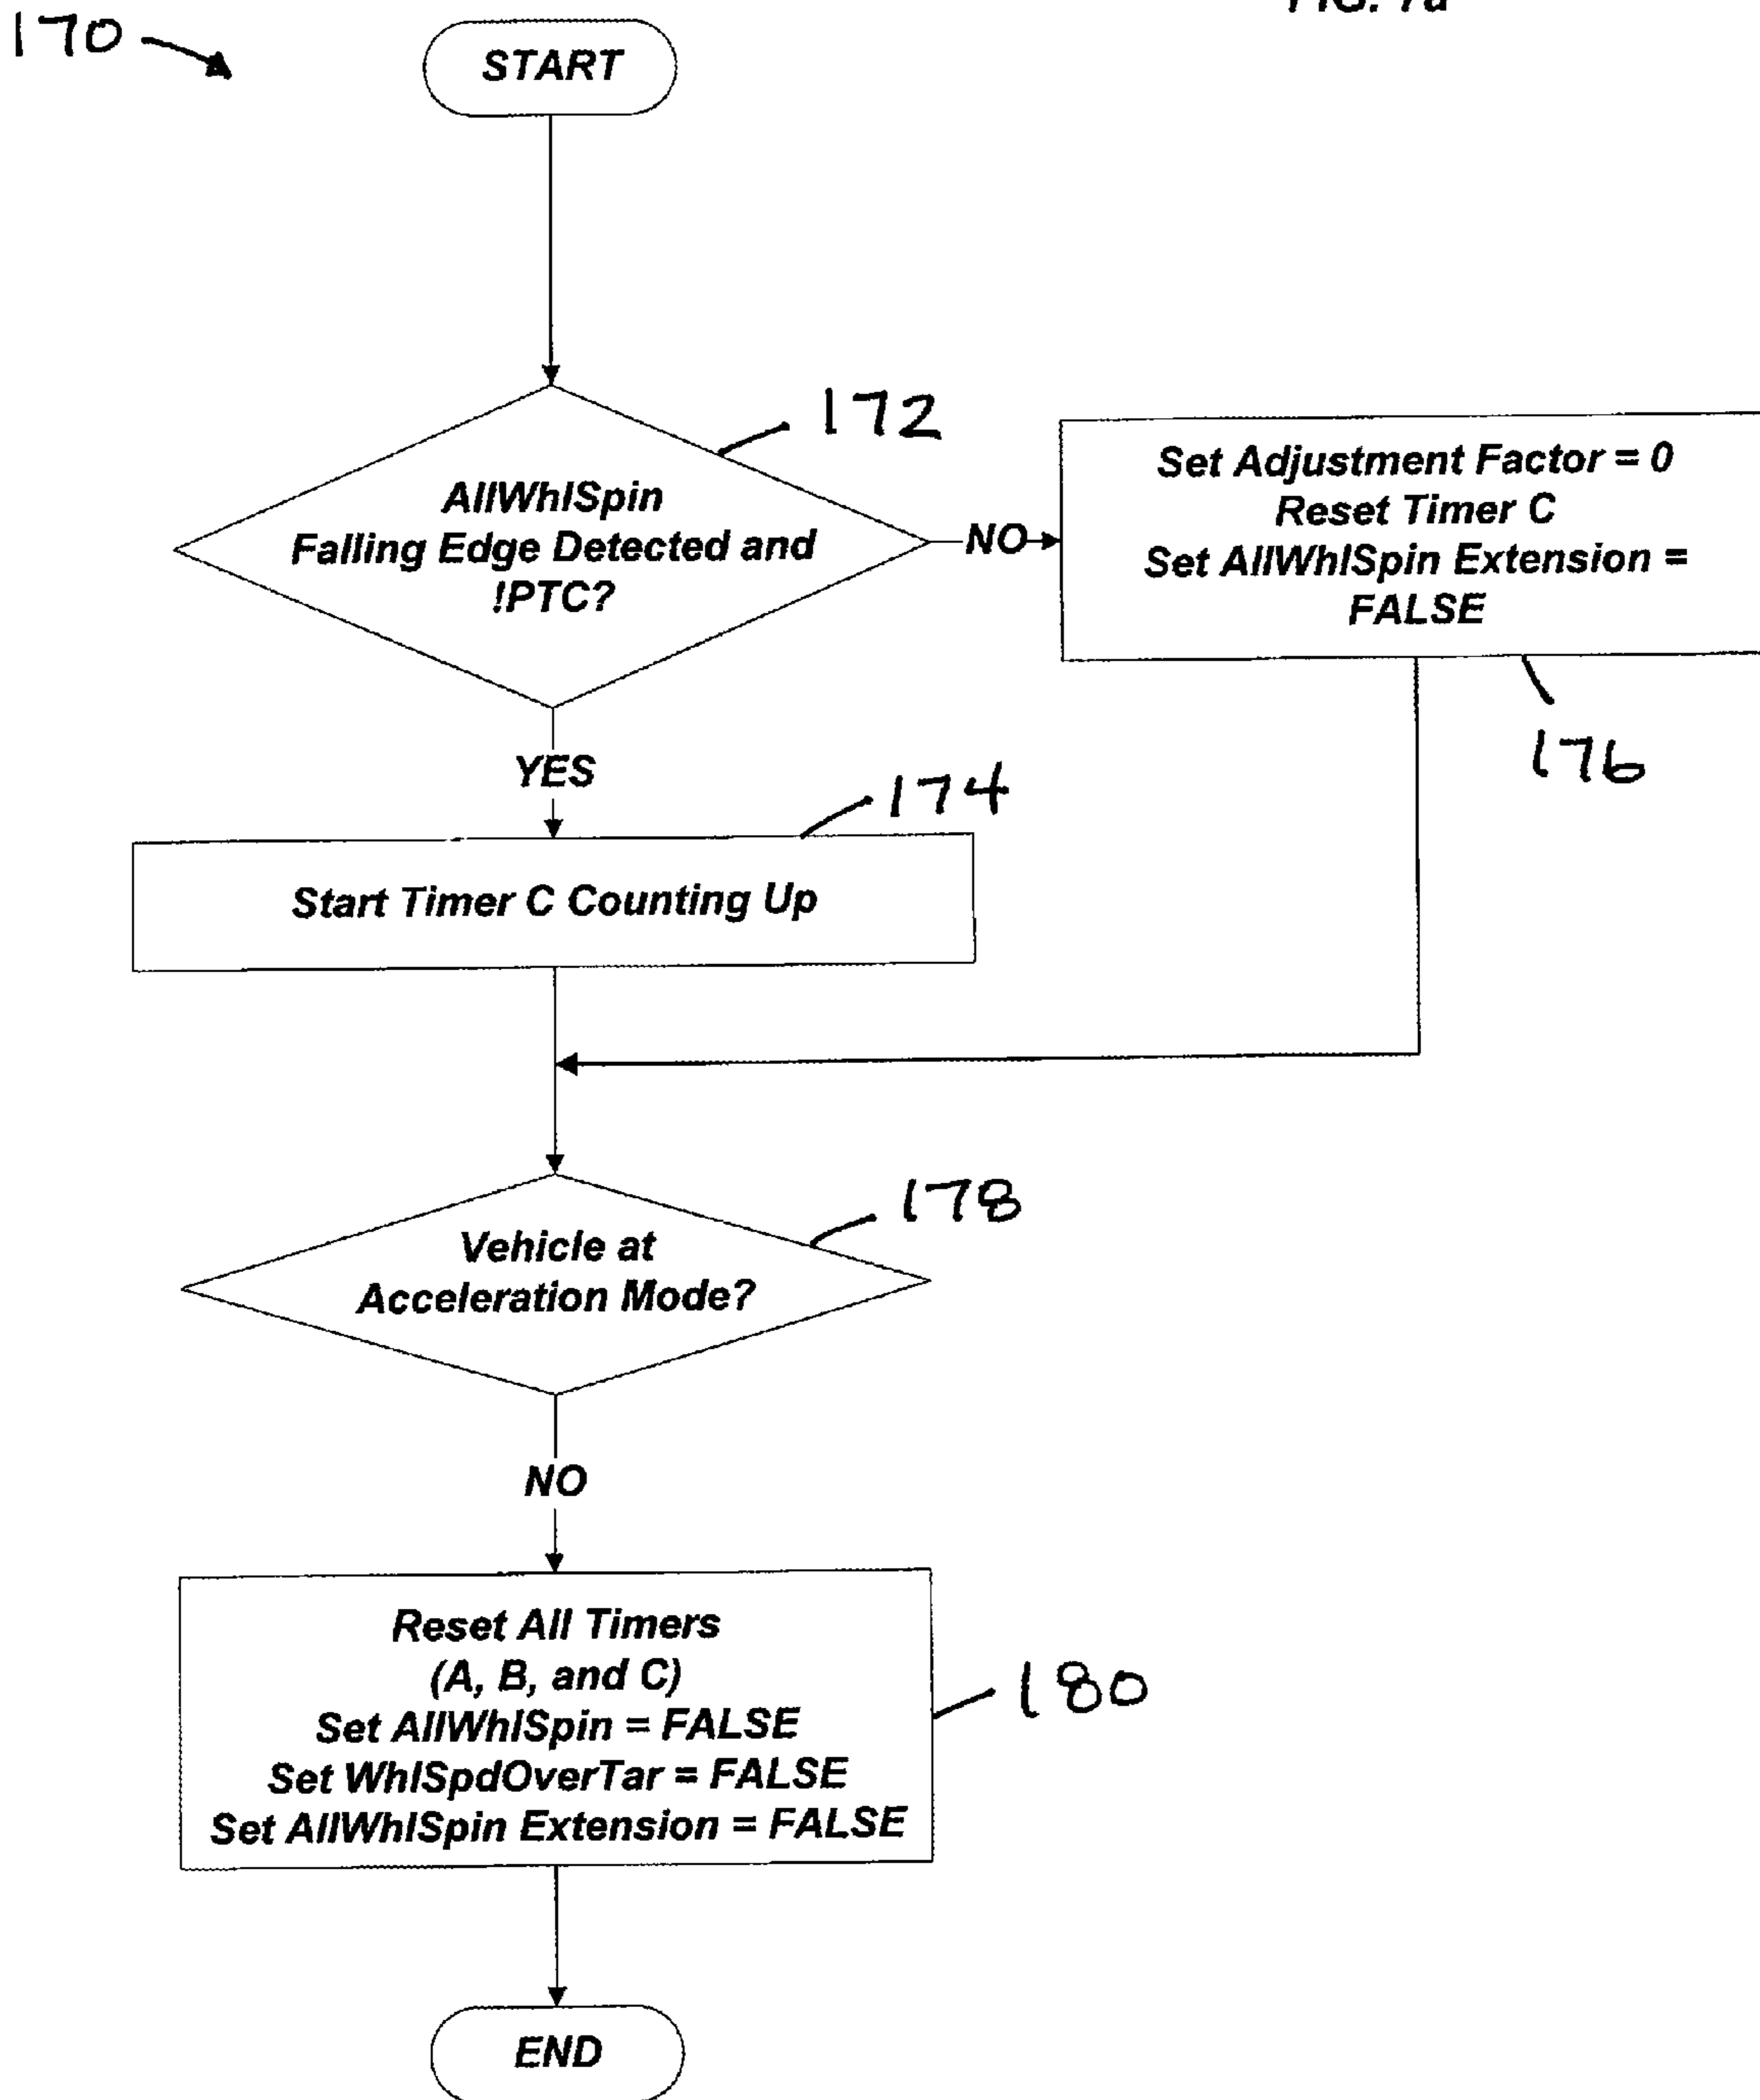 FIG. 7a
170
START
172
AllWhlSpin
Falling Edge Detected and
!PTC?
NO
Set Adjustment Factor = 0
Reset Timer C
Set AllWhlSpin Extension =
FALSE
176
YES
174
Start Timer C Counting Up
178
Vehicle at
Acceleration Mode?
NO
Reset All Timers
(A, B, and C)
Set AllWhlSpin = FALSE
Set WhlSpdOverTar = FALSE
Set AllWhlSpin Extension = FALSE
180
END